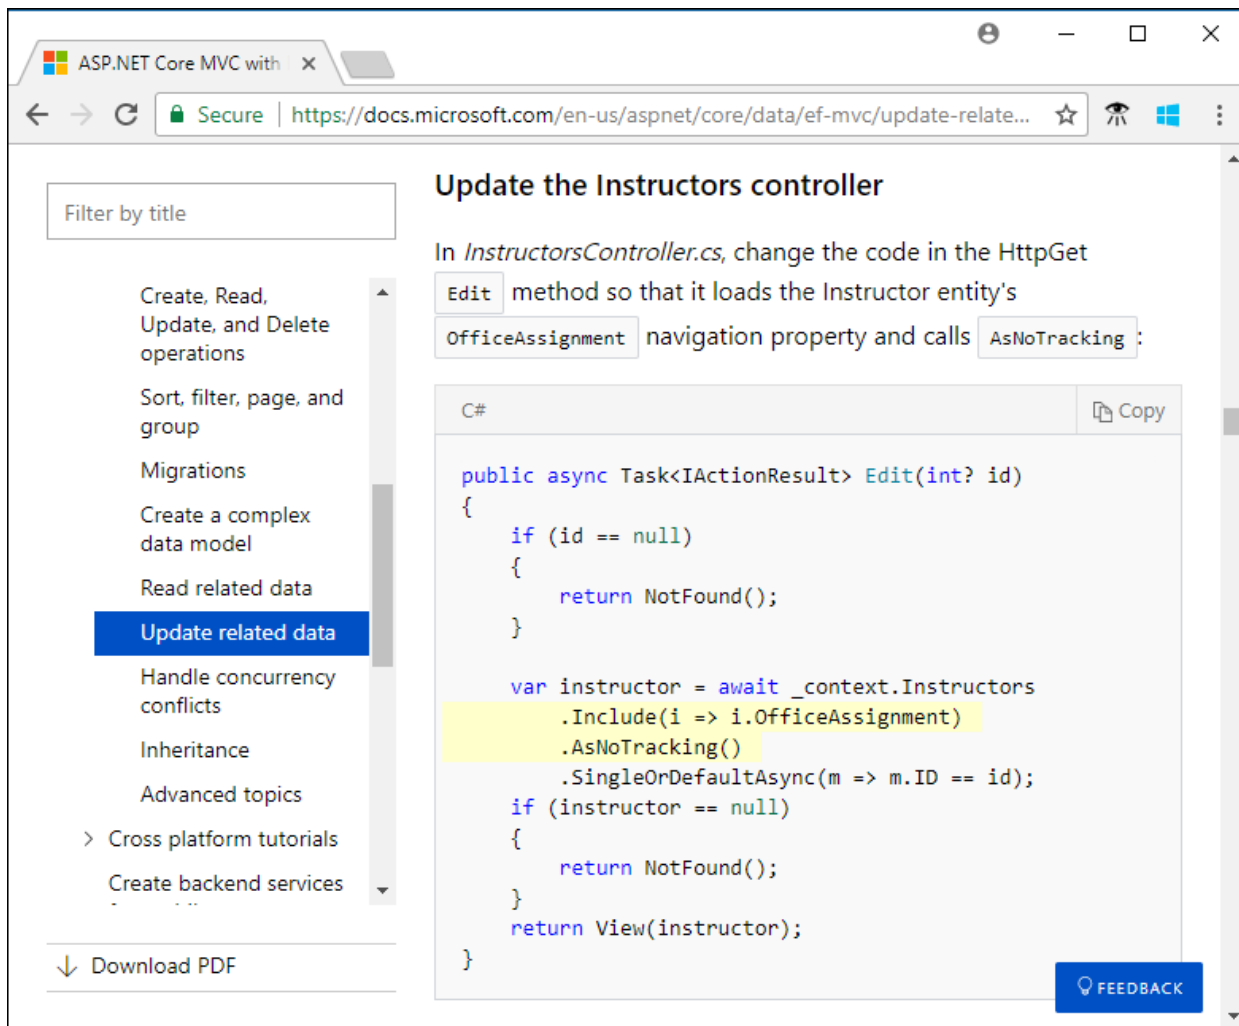 ASP.NET Core MVC with
Secure
https://docs.microsoft.com/en-us/aspnet/core/data/ef-mvc/update-relate...
Filter by title
Create, Read,
Update, and Delete
operations
Sort, filter, page, and
group
Migrations
Create a complex
data model
Read related data
Update related data
Handle concurrency
conflicts
Inheritance
Advanced topics
Cross platform tutorials
Create backend services
Download PDF
Update the Instructors controller
In InstructorsController.cs, change the code in the HttpGet
Edit method so that it loads the Instructor entity's
OfficeAssignment navigation property and calls AsNoTracking :
C#
Copy
public async Task<IActionResult> Edit(int? id)
{
    if (id == null)
    {
        return NotFound();
    }
    var instructor = await _context.Instructors
        .Include(i => i.OfficeAssignment)
        .AsNoTracking()
        .SingleOrDefaultAsync(m => m.ID == id);
    if (instructor == null)
    {
        return NotFound();
    }
    return View(instructor);
}
FEEDBACK